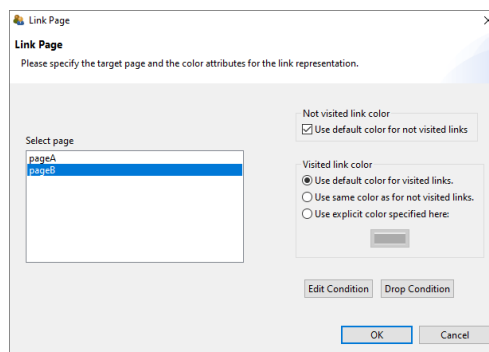 Link Page
Link Page
Please specify the target page and the color attributes for the link representation.
Select page
pageA
pageB
Not visited link color
Use default color for not visited links
Visited link color
Use default color for visited links.
Use same color as for not visited links.
Use explicit color specified here:
Edit Condition
Drop Condition
OK
Cancel